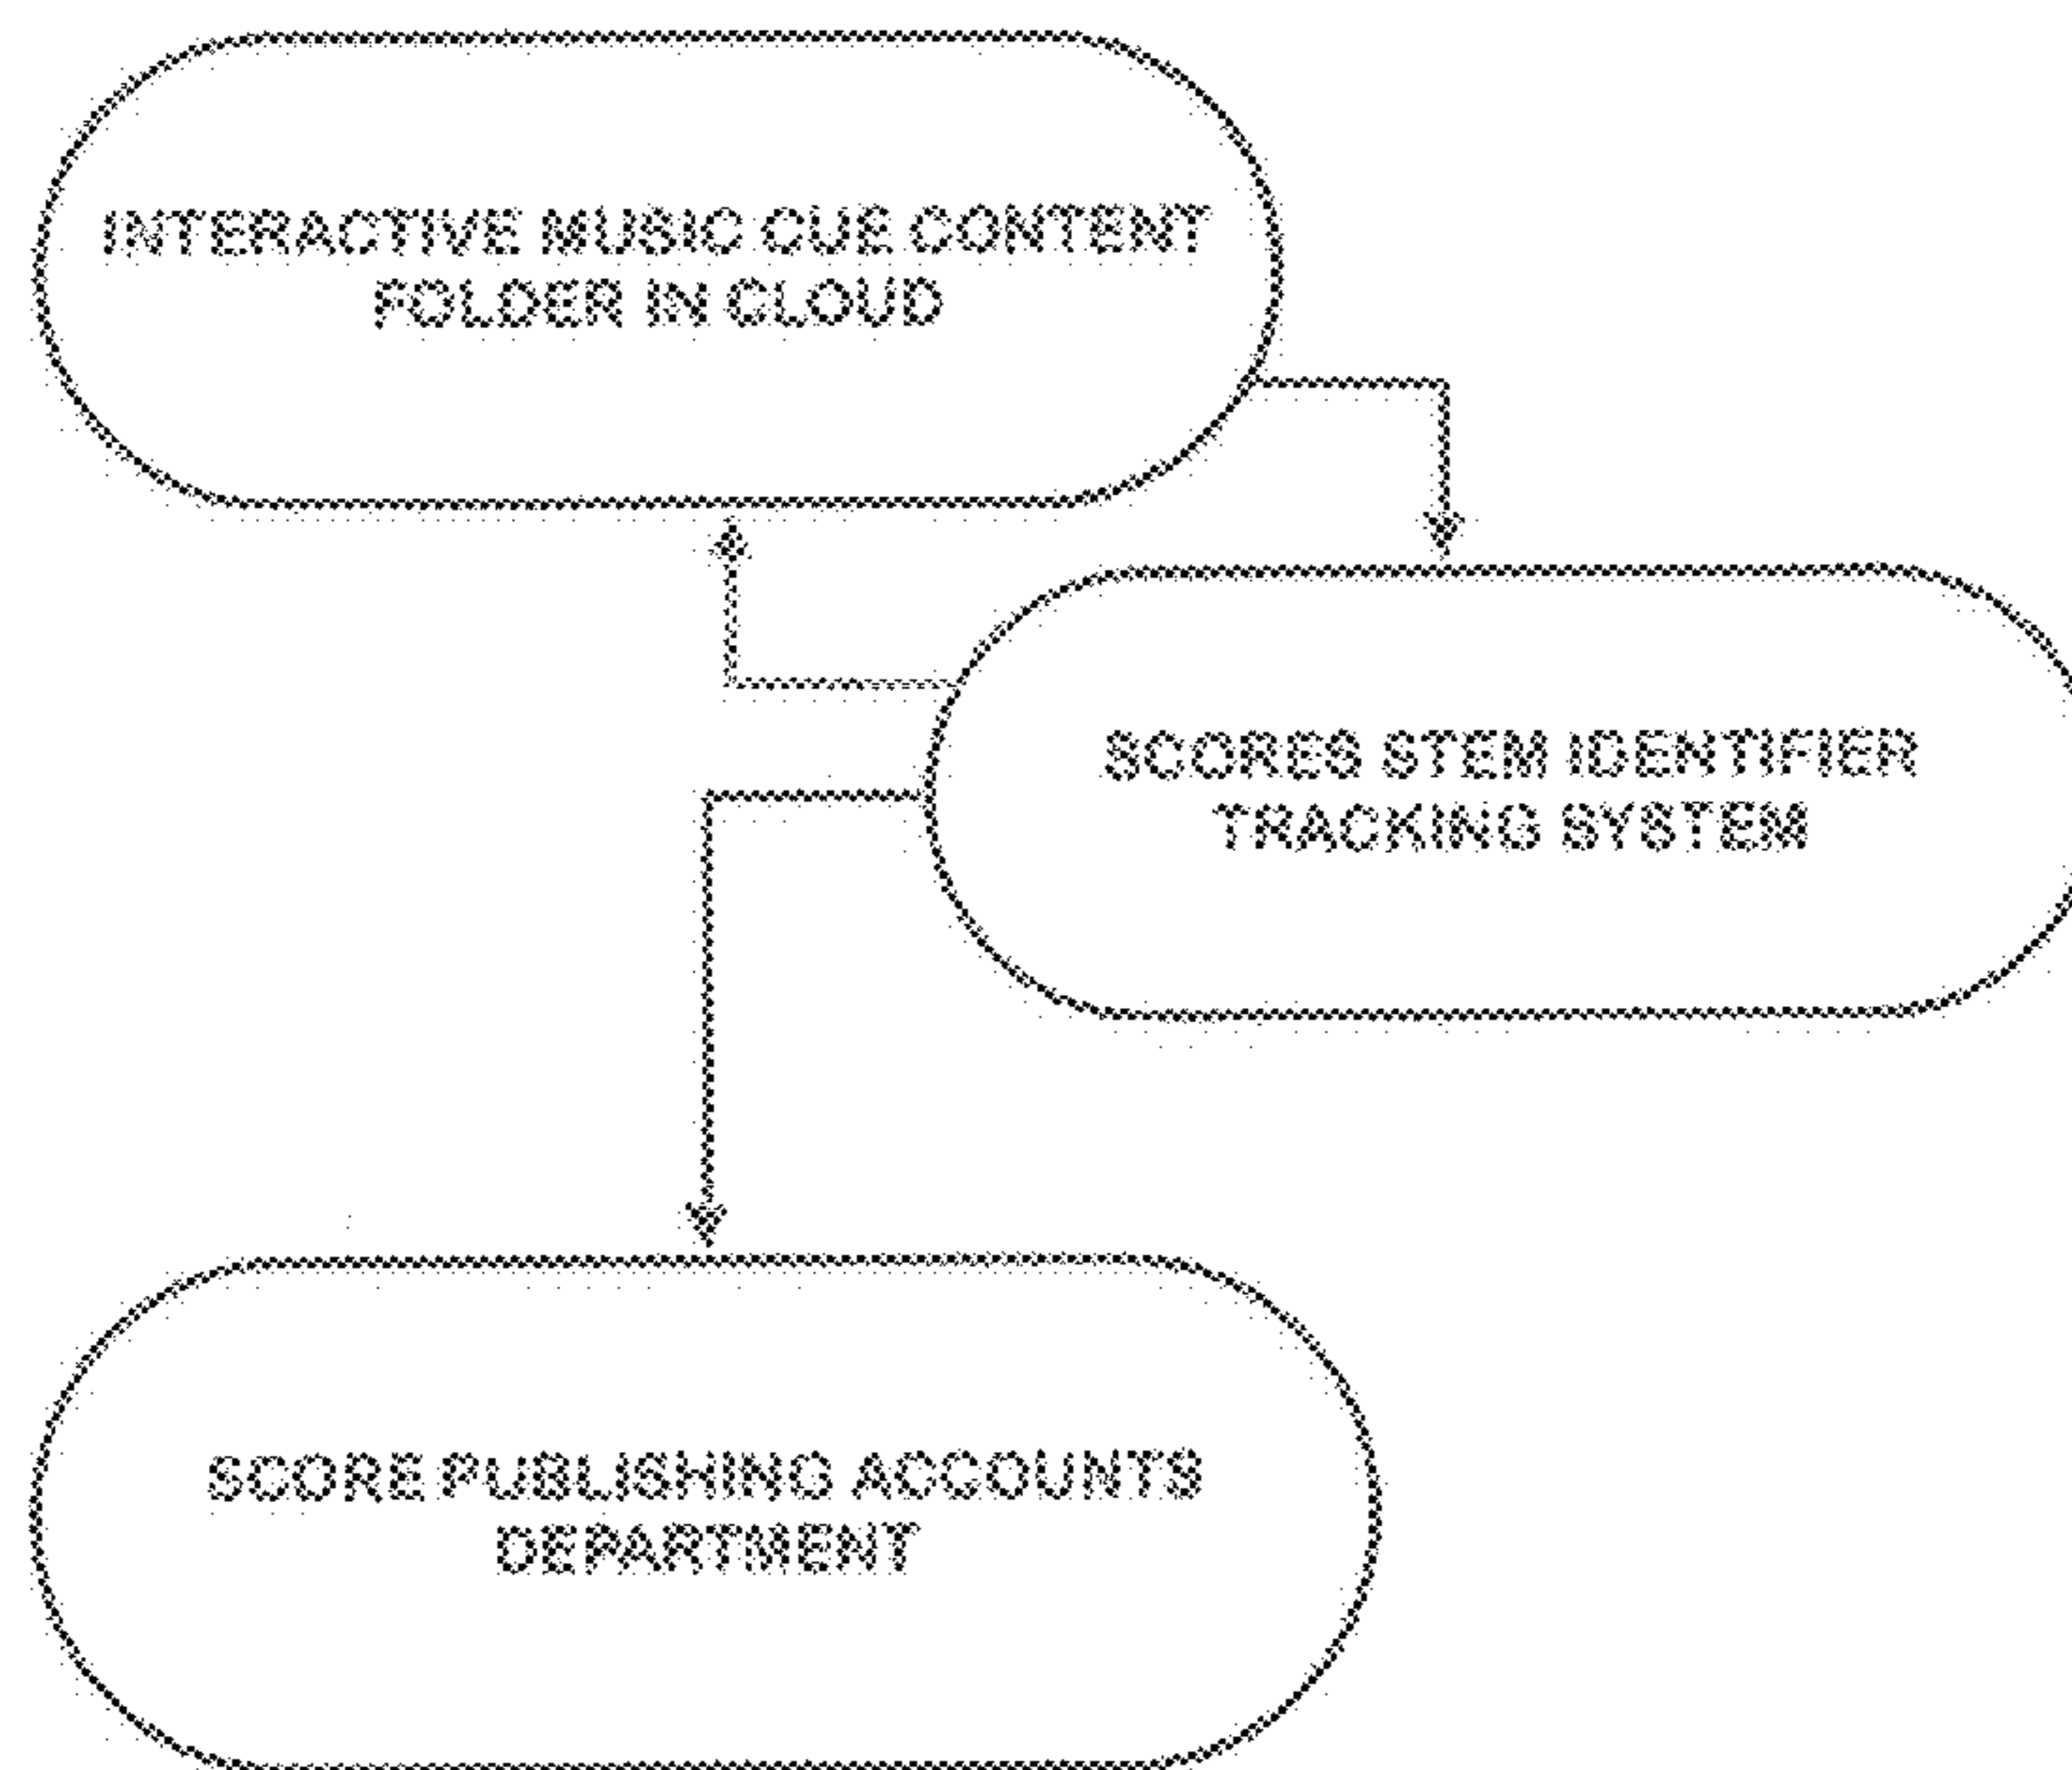 INTERACTIVE MUSIC CUE CONTENT
FOLDER IN CLOUD
SCORES STEM IDENTIFIER
TRACKING SYSTEM
SCORE PUBLISHING ACCOUNTS
DEPARTMENT